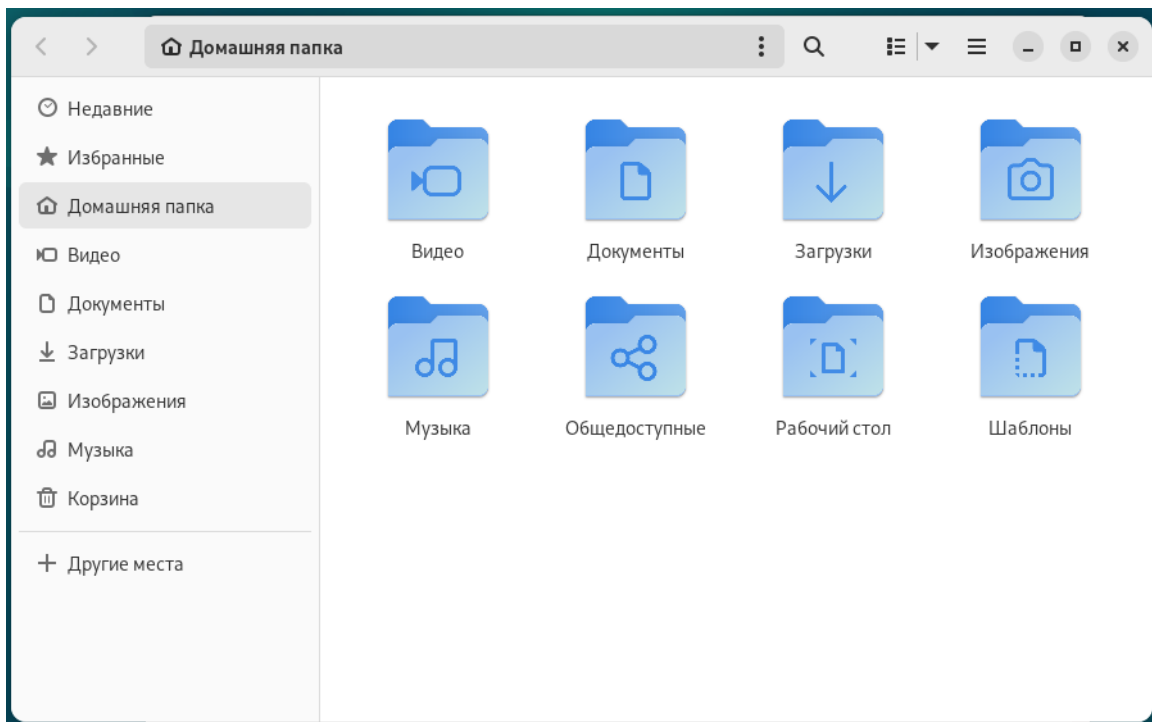 Домашняя папка
Недавние
Избранные
Домашняя папка
Видео
Документы
Загрузки
Изображения
Музыка
Корзина
Другие места
Видео
Документы
Загрузки
Изображения
Музыка
Общедоступные
Рабочий стол
Шаблоны